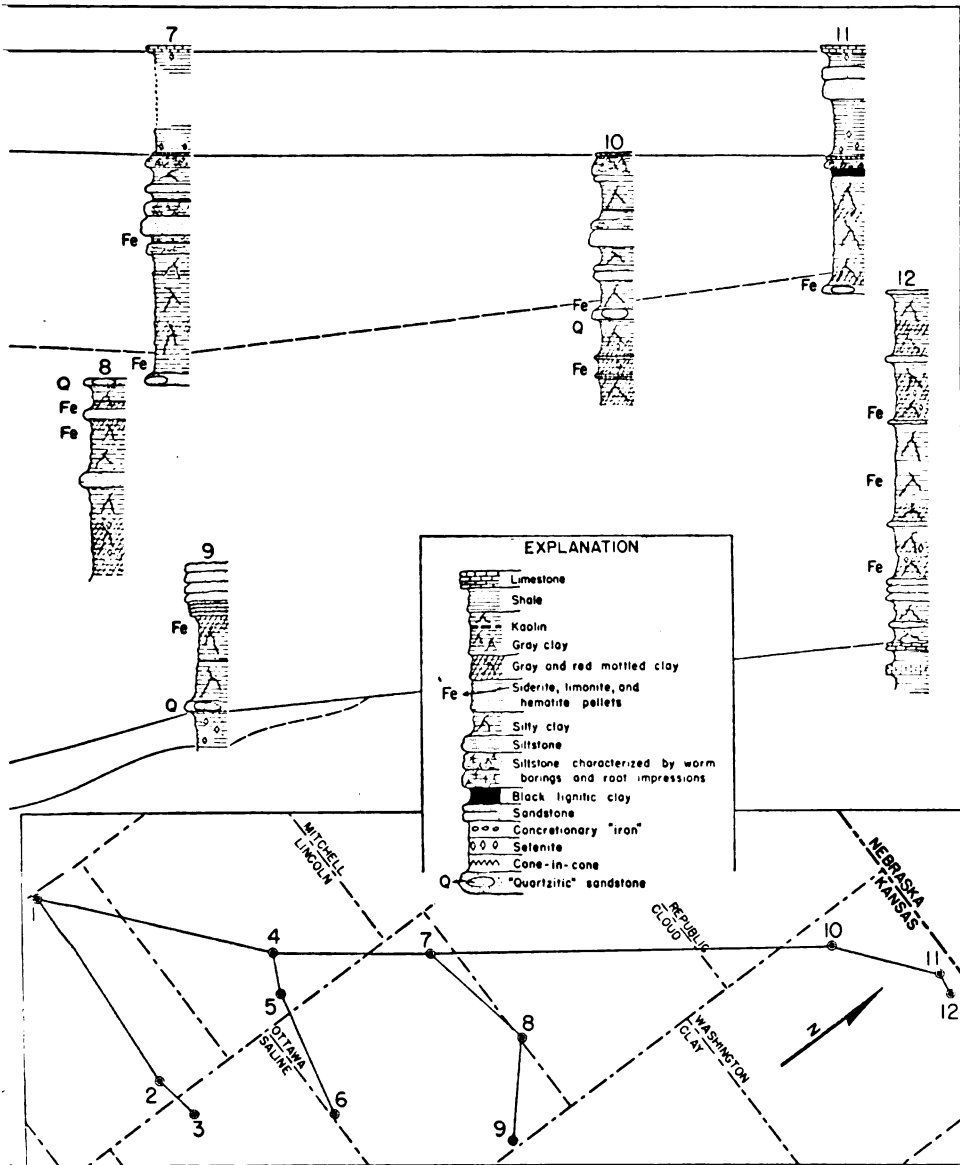 7
11
10
Fe
Fe
12
Fe
Fe
Q
8
Q
Fe
Fe
Fe
Fe
Fe
Fe
Fe
9
Fe
Q
EXPLANATION
Limestone
Shale
Kaolin
Gray clay
Gray and red mottled clay
Fe
Siderite, limonite, and
hematite pellets
Silty clay
Siltstone
Siltstone characterized by worm
borings and root impressions
Black lignitic clay
Sandstone
Concretionary "iron"
Selenite
Cone-in-cone
Q
"Quartzitic" sandstone
MITCHELL
LINCOLN
NEBRASKA
KANSAS
REPUBLIC
CLOUD
WASHINGTON
CLAY
OTTAWA
SALINE
N
1
2
3
4
5
6
7
8
9
10
11
12